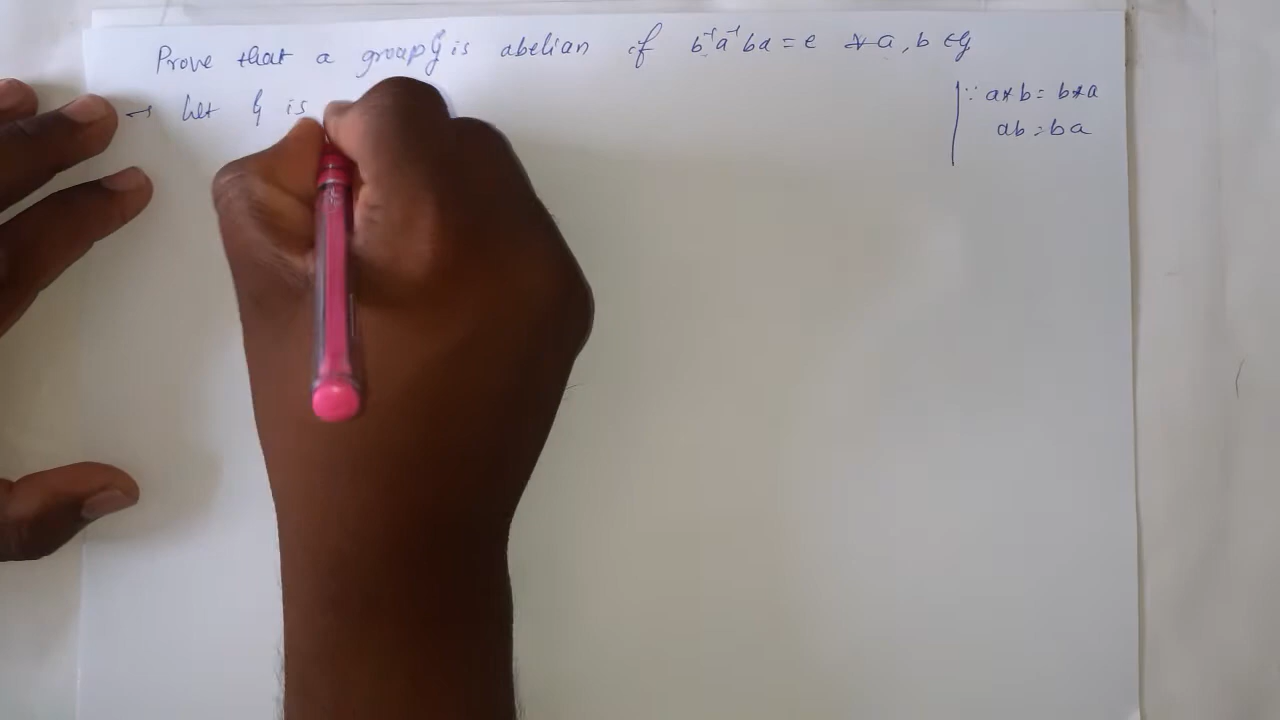 Prove that a group G is abelian if b⁻¹a⁻¹ba = e ∀ a, b ∈ G
→ Let G is
∵ a*b = b*a
ab = ba